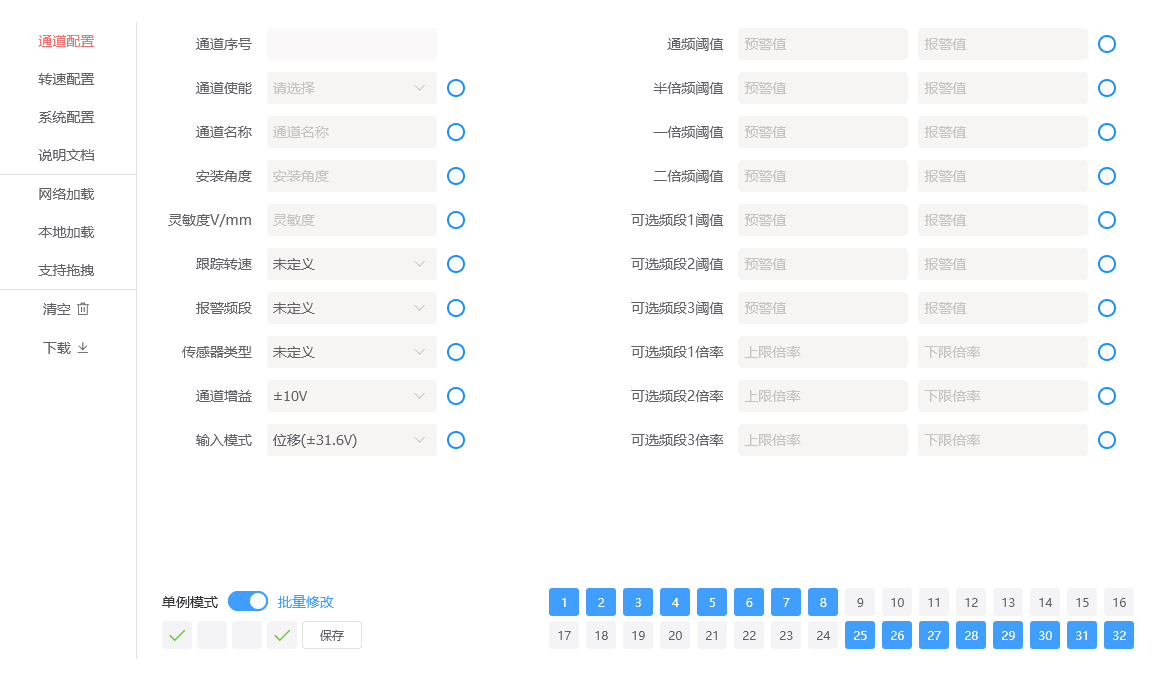 通道配置
转速配置
系统配置
说明文档
网络加载
本地加载
支持拖拽
清空
下载
通道序号
通道使能 请选择
通道名称 通道名称
安装角度 安装角度
灵敏度V/mm 灵敏度
跟踪转速 未定义
报警频段 未定义
传感器类型 未定义
通道增益 ±10V
输入模式 位移(±31.6V)
通频阈值 预警值 报警值
半倍频阈值 预警值 报警值
一倍频阈值 预警值 报警值
二倍频阈值 预警值 报警值
可选频段1阈值 预警值 报警值
可选频段2阈值 预警值 报警值
可选频段3阈值 预警值 报警值
可选频段1倍率 上限倍率 下限倍率
可选频段2倍率 上限倍率 下限倍率
可选频段3倍率 上限倍率 下限倍率
单例模式 批量修改
保存
1 2 3 4 5 6 7 8 9 10 11 12 13 14 15 16
17 18 19 20 21 22 23 24 25 26 27 28 29 30 31 32